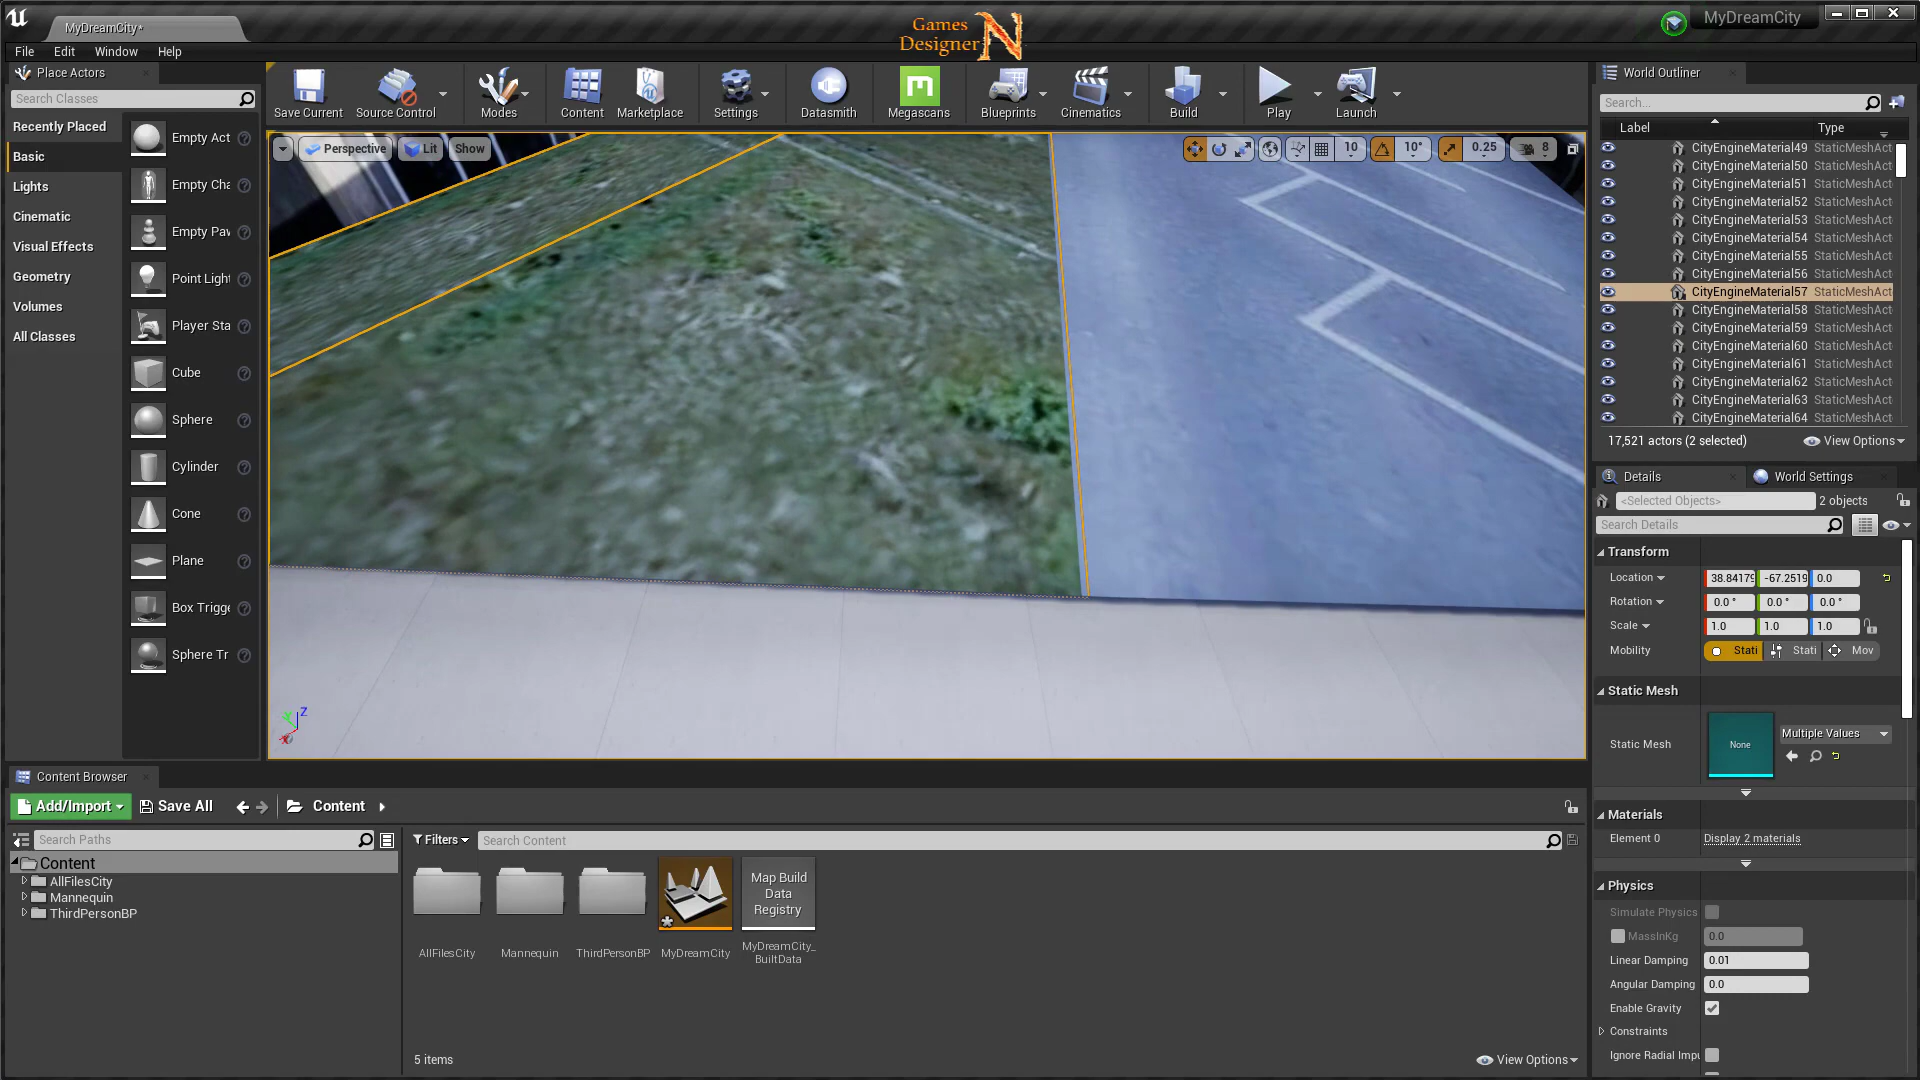 MyDreamCity*
Games
Designer N
MyDreamCity
File Edit Window Help
Place Actors
Search Classes
Recently Placed
Basic
Lights
Cinematic
Visual Effects
Geometry
Volumes
All Classes
Empty Act
Empty Cha
Empty Pav
Point Light
Player Sta
Cube
Sphere
Cylinder
Cone
Plane
Box Trigge
Sphere Tr
Save Current
Source Control
Modes
Content
Marketplace
Settings
Datasmith
Megascans
Blueprints
Cinematics
Build
Play
Launch
Perspective
Lit
Show
10
10°
0.25
8
Z
World Outliner
Search...
Label Type
CityEngineMaterial49 StaticMeshAct
CityEngineMaterial50 StaticMeshAct
CityEngineMaterial51 StaticMeshAct
CityEngineMaterial52 StaticMeshAct
CityEngineMaterial53 StaticMeshAct
CityEngineMaterial54 StaticMeshAct
CityEngineMaterial55 StaticMeshAct
CityEngineMaterial56 StaticMeshAct
CityEngineMaterial57 StaticMeshAct
CityEngineMaterial58 StaticMeshAct
CityEngineMaterial59 StaticMeshAct
CityEngineMaterial60 StaticMeshAct
CityEngineMaterial61 StaticMeshAct
CityEngineMaterial62 StaticMeshAct
CityEngineMaterial63 StaticMeshAct
CityEngineMaterial64 StaticMeshAct
17,521 actors (2 selected)
View Options
Details
World Settings
<Selected Objects> 2 objects
Search Details
Transform
Location 38.84179 -67.2519 0.0
Rotation 0.0 ° 0.0 ° 0.0 °
Scale 1.0 1.0 1.0
Mobility Stati Stati Mov
Static Mesh
Static Mesh None Multiple Values
Materials
Element 0 Display 2 materials
Physics
Simulate Physics
MassInKg 0.0
Linear Damping 0.01
Angular Damping 0.0
Enable Gravity
Constraints
Ignore Radial Impu
Content Browser
Add/Import Save All Content
Search Paths
Content
AllFilesCity
Mannequin
ThirdPersonBP
Filters Search Content
Map Build
Data
Registry
AllFilesCity
Mannequin
ThirdPersonBP
MyDreamCity
MyDreamCity_
BuiltData
5 items
View Options